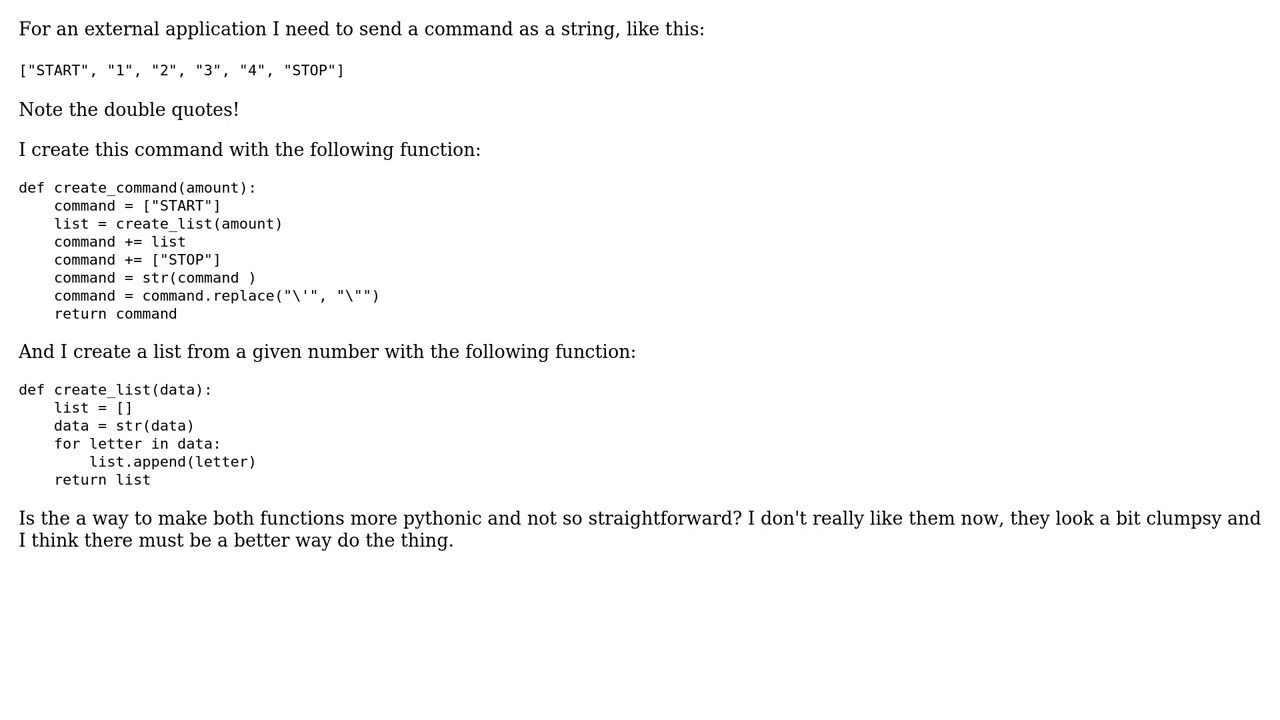 For an external application I need to send a command as a string, like this:
["START", "1", "2", "3", "4", "STOP"]
Note the double quotes!
I create this command with the following function:
def create_command(amount):
    command = ["START"]
    list = create_list(amount)
    command += list
    command += ["STOP"]
    command = str(command )
    command = command.replace("\'", "\"")
    return command
And I create a list from a given number with the following function:
def create_list(data):
    list = []
    data = str(data)
    for letter in data:
        list.append(letter)
    return list
Is the a way to make both functions more pythonic and not so straightforward? I don't really like them now, they look a bit clumpsy and
I think there must be a better way do the thing.